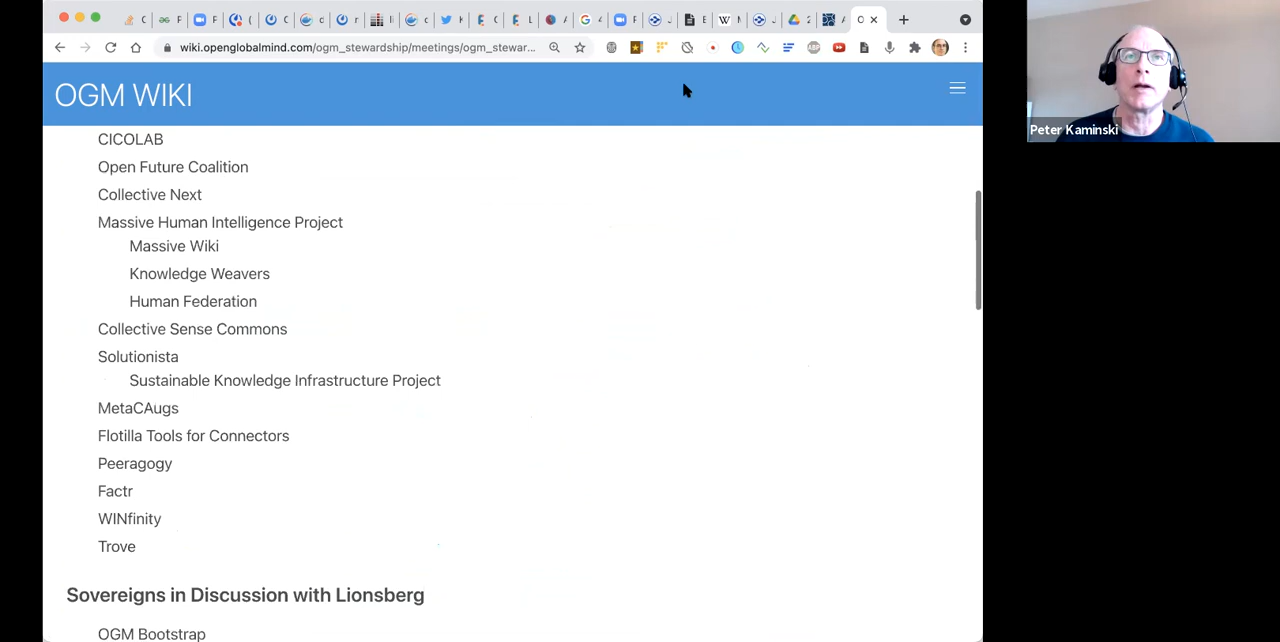 wiki.openglobalmind.com/ogm_stewardship/meetings/ogm_stewar...
OGM WIKI
CICOLAB
Open Future Coalition
Collective Next
Massive Human Intelligence Project
Massive Wiki
Knowledge Weavers
Human Federation
Collective Sense Commons
Solutionista
Sustainable Knowledge Infrastructure Project
MetaCAugs
Flotilla Tools for Connectors
Peeragogy
Factr
WINfinity
Trove
Sovereigns in Discussion with Lionsberg
OGM Bootstrap
Peter Kaminski